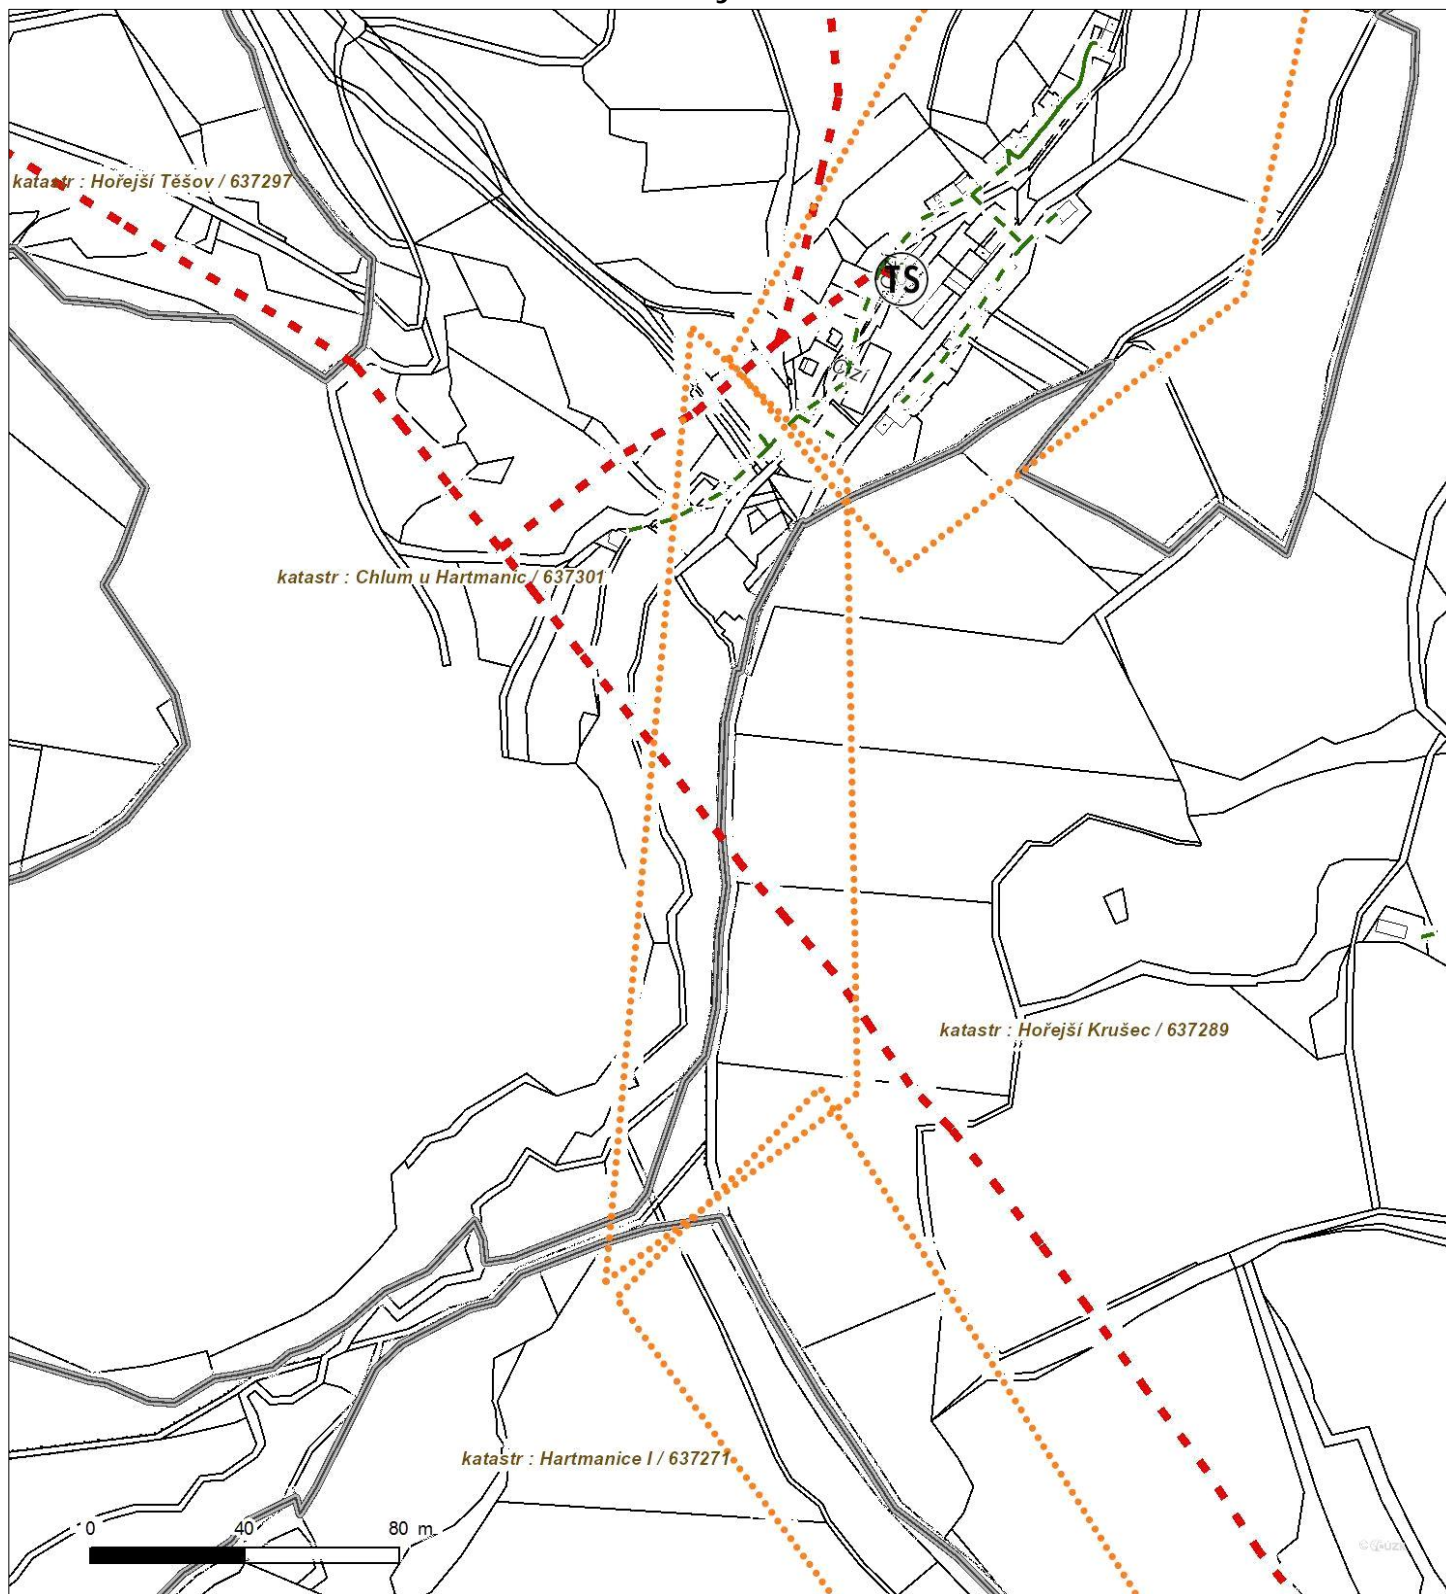 katastr : Hořejší Těšov / 637297
TS
Cizí
katastr : Chlum u Hartmanic / 637301
katastr : Hořejší Krušec / 637289
katastr : Hartmanice I / 637271
0 40 80 m